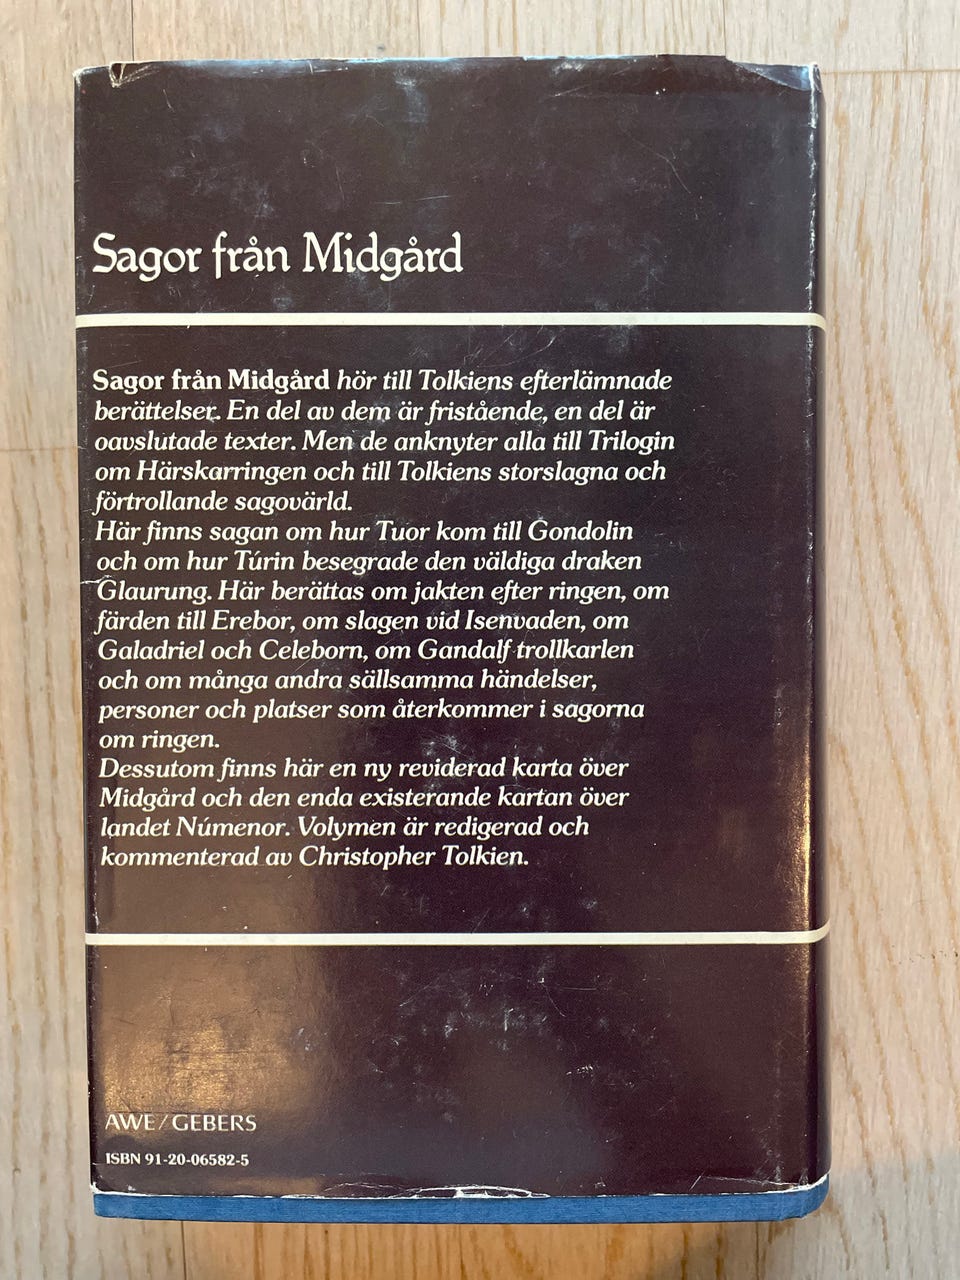 Sagor från Midgård
Sagor från Midgård hör till Tolkiens efterlämnade
berättelser. En del av dem är fristående, en del är
oavslutade texter. Men de anknyter alla till Trilogin
om Härskarringen och till Tolkiens storslagna och
förtrollande sagovärld.
Här finns sagan om hur Tuor kom till Gondolin
och om hur Túrin besegrade den väldiga draken
Glaurung. Här berättas om jakten efter ringen, om
färden till Erebor, om slagen vid Isenvaden, om
Galadriel och Celeborn, om Gandalf trollkarlen
och om många andra sällsamma händelser,
personer och platser som återkommer i sagorna
om ringen.
Dessutom finns här en ny reviderad karta över
Midgård och den enda existerande kartan över
landet Númenor. Volymen är redigerad och
kommenterad av Christopher Tolkien.
AWE/GEBERS
ISBN 91-20-06582-5